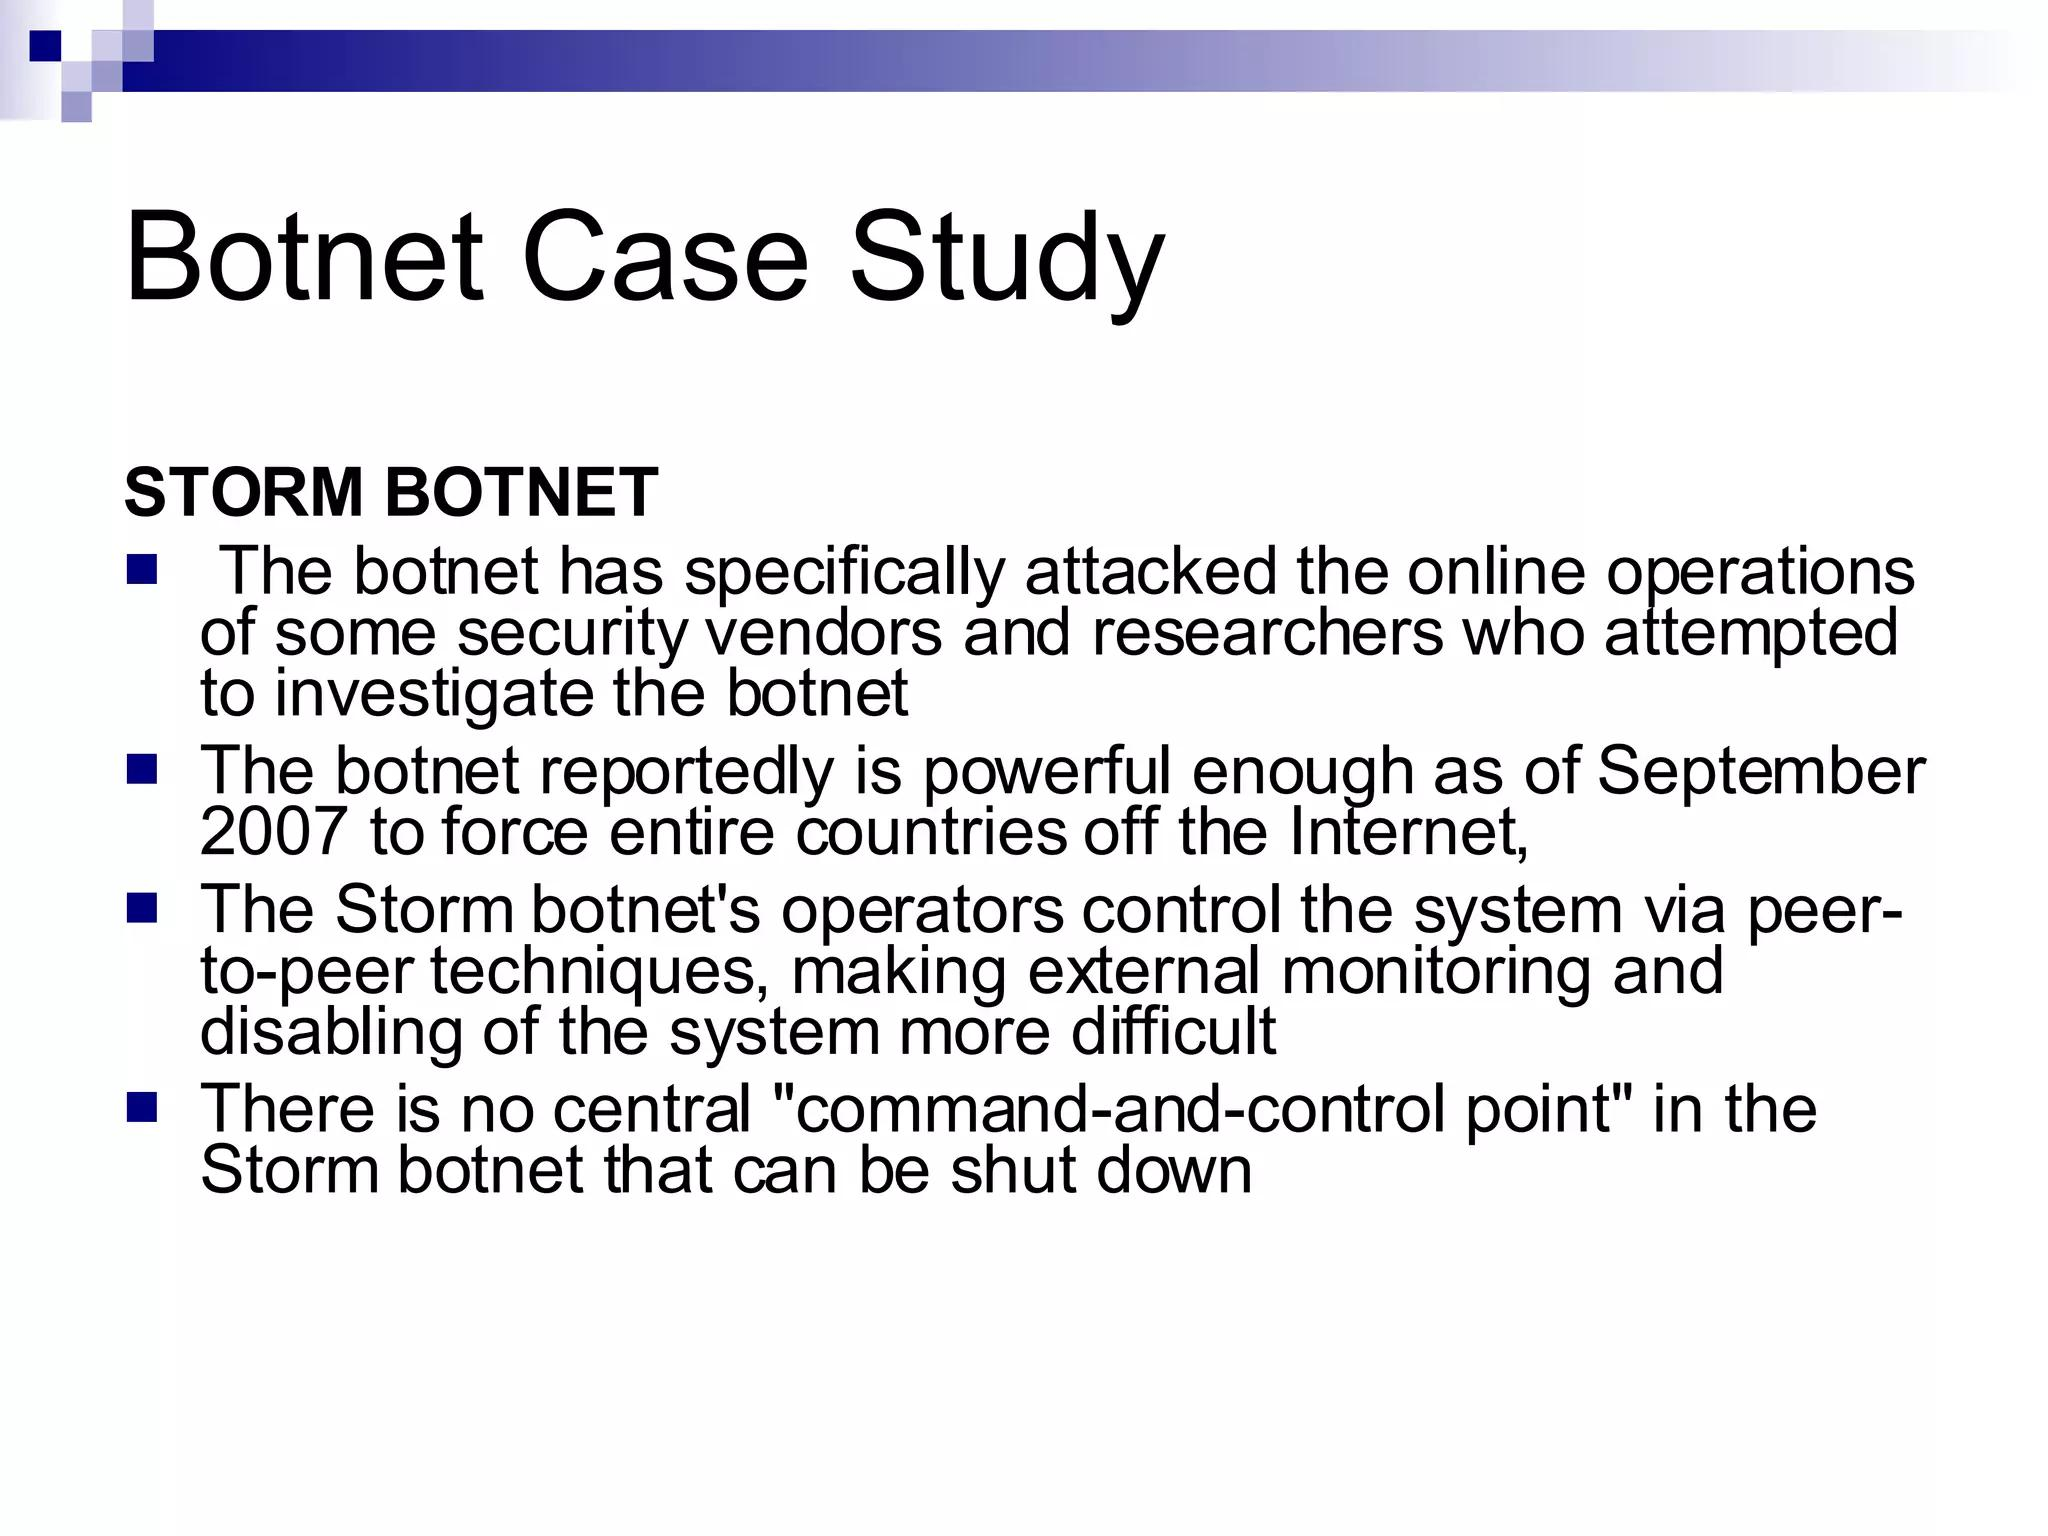 Botnet Case Study
STORM BOTNET
The botnet has specifically attacked the online operations
of some security vendors and researchers who attempted
to investigate the botnet
The botnet reportedly is powerful enough as of September
2007 to force entire countries off the Internet,
The Storm botnet's operators control the system via peer-
to-peer techniques, making external monitoring and
disabling of the system more difficult
There is no central "command-and-control point" in the
Storm botnet that can be shut down